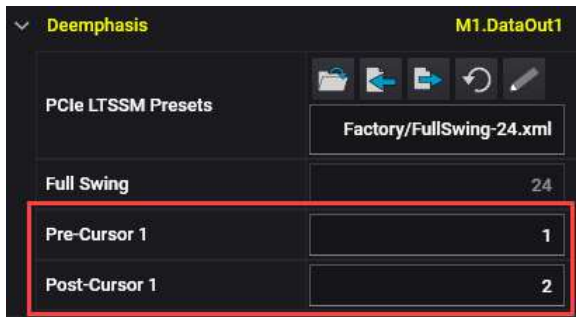 Deemphasis M1.DataOut1
PCIe LTSSM Presets
Factory/FullSwing-24.xml
Full Swing 24
Pre-Cursor 1 1
Post-Cursor 1 2